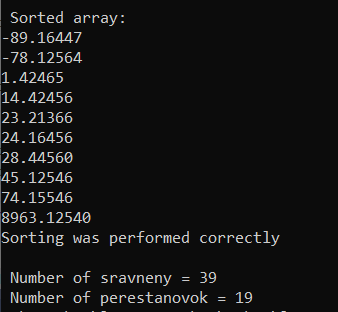 Sorted array:
-89.16447
-78.12564
1.42465
14.42456
23.21366
24.16456
28.44560
45.12546
74.15546
8963.12540
Sorting was performed correctly
Number of sravneny = 39
Number of perestanovok = 19